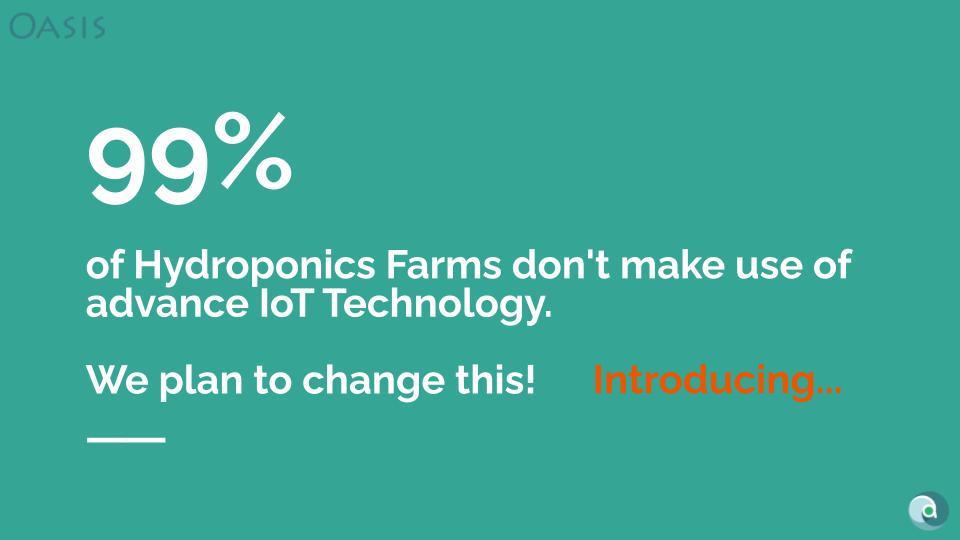 OASIS
99%
of Hydroponics Farms don't make use of
advance IoT Technology.
We plan to change this! Introducing...
a